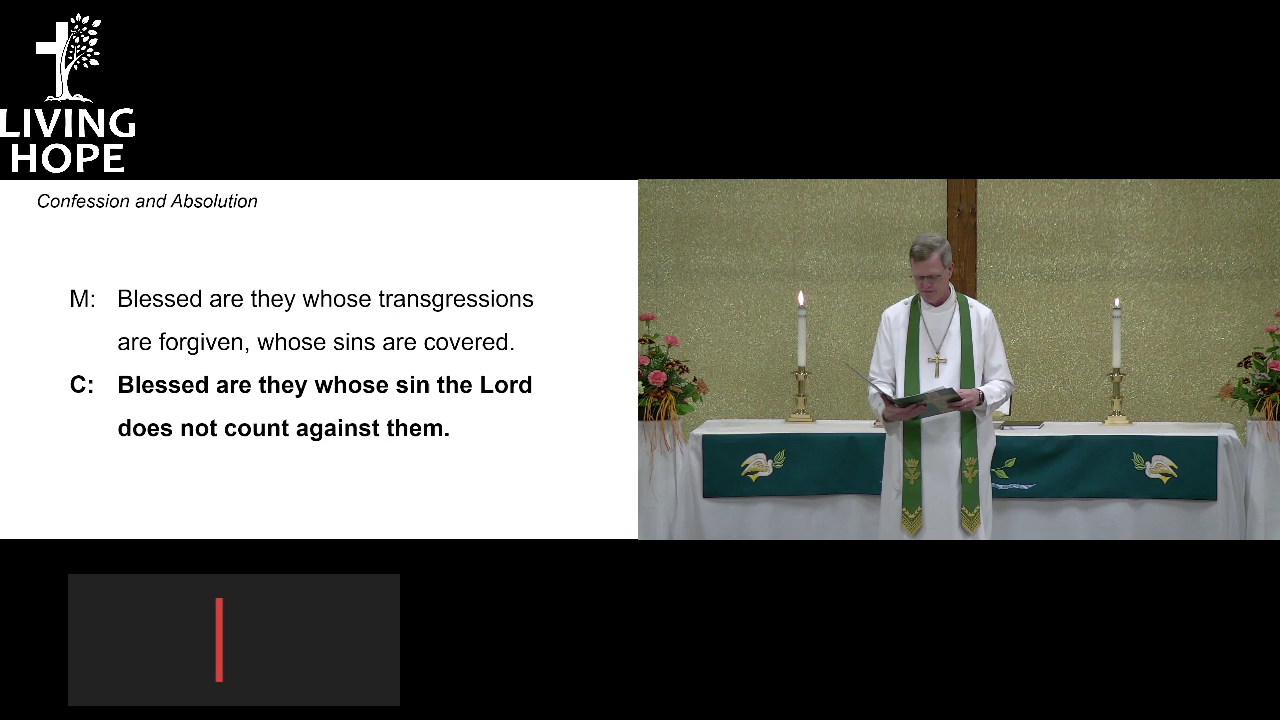 LIVING
HOPE
Confession and Absolution
M: Blessed are they whose transgressions
are forgiven, whose sins are covered.
C: Blessed are they whose sin the Lord
does not count against them.